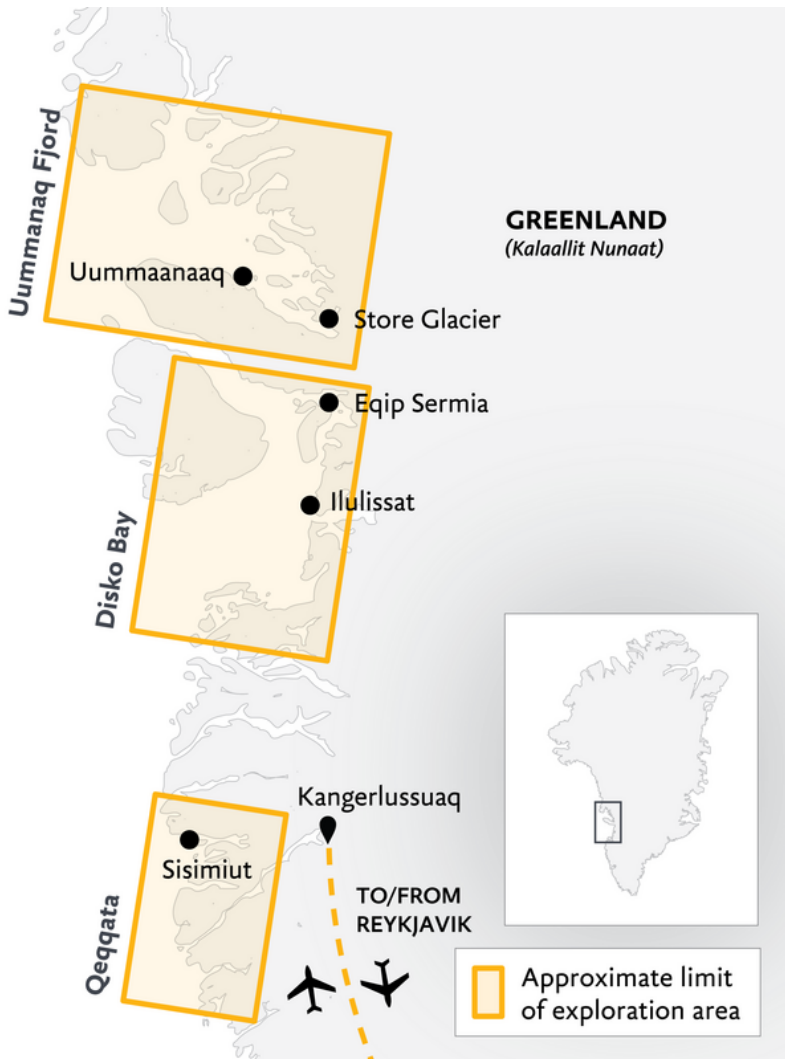 Uummanaq Fjord
GREENLAND
(Kalaallit Nunaat)
Uummaanaaq
Store Glacier
Eqip Sermia
Ilulissat
Disko Bay
Kangerlussuaq
Sisimiut
Qeqqata
TO/FROM
REYKJAVIK
Approximate limit
of exploration area